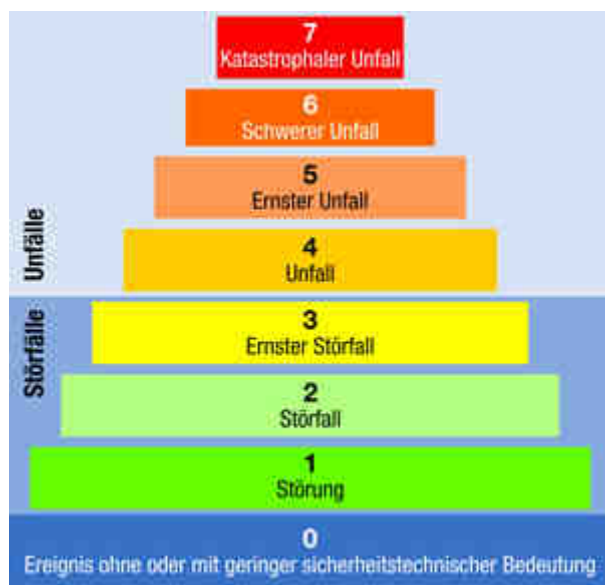 7
Katastrophaler Unfall
6
Schwerer Unfall
5
Ernster Unfall
4
Unfall
Unfälle
3
Ernster Störfall
2
Störfall
Störfälle
1
Störung
0
Ereignis ohne oder mit geringer sicherheitstechnischer Bedeutung